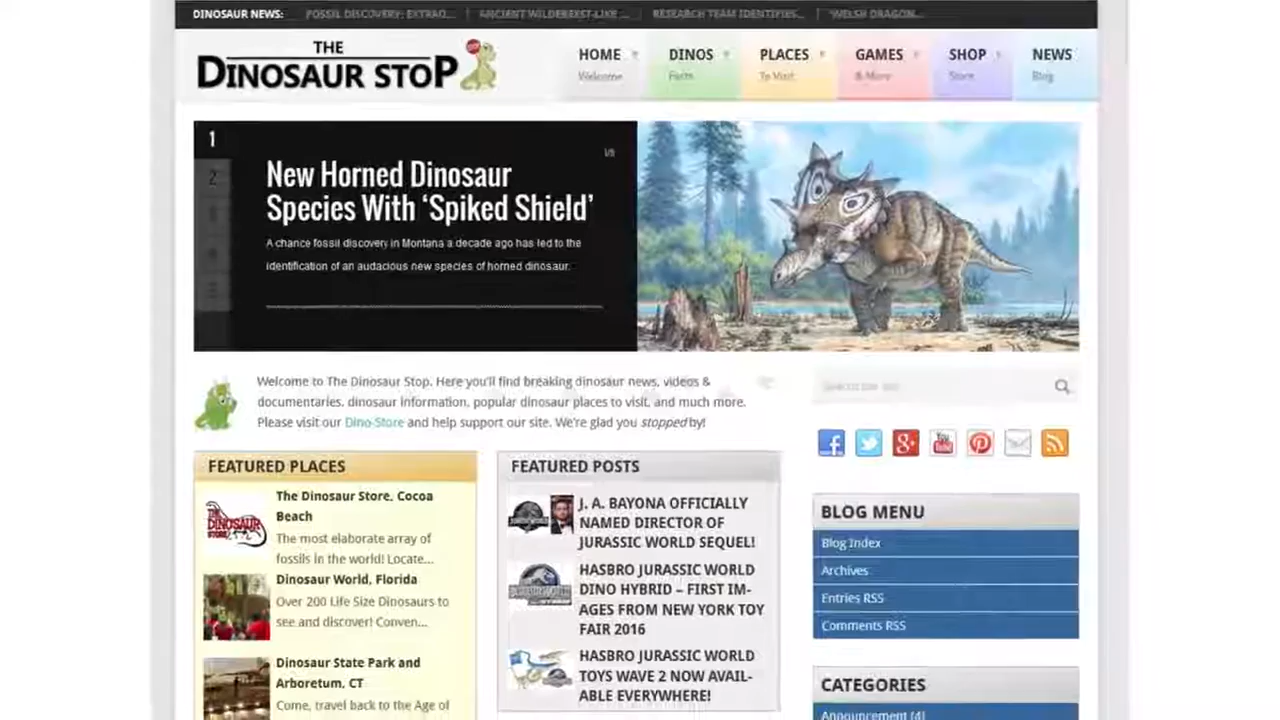 DINOSAUR NEWS: FOSSIL DISCOVERY: EXTRAO... ANCIENT WILDEREXST-LIKE ... RESEARCH TEAM IDENTIFIES... 'WELSH DRAGON...
THE
DINOSAUR STOP
HOME DINOS PLACES GAMES SHOP NEWS
Welcome Facts To Visit & More Store Blog
1
2
1/5
New Horned Dinosaur
Species With ‘Spiked Shield’
A chance fossil discovery in Montana a decade ago has led to the
identification of an audacious new species of horned dinosaur.
Welcome to The Dinosaur Stop. Here you'll find breaking dinosaur news, videos &
documentaries, dinosaur information, popular dinosaur places to visit, and much more.
Please visit our Dino-Store and help support our site. We're glad you stopped by!
Search the site
FEATURED PLACES
The Dinosaur Store, Cocoa
Beach
The most elaborate array of
fossils in the world! Locate...
Dinosaur World, Florida
Over 200 Life Size Dinosaurs to
see and discover! Conven...
Dinosaur State Park and
Arboretum, CT
Come, travel back to the Age of
FEATURED POSTS
J. A. BAYONA OFFICIALLY
NAMED DIRECTOR OF
JURASSIC WORLD SEQUEL!
HASBRO JURASSIC WORLD
DINO HYBRID – FIRST IM-
AGES FROM NEW YORK TOY
FAIR 2016
HASBRO JURASSIC WORLD
TOYS WAVE 2 NOW AVAIL-
ABLE EVERYWHERE!
BLOG MENU
Blog Index
Archives
Entries RSS
Comments RSS
CATEGORIES
Announcement (4)